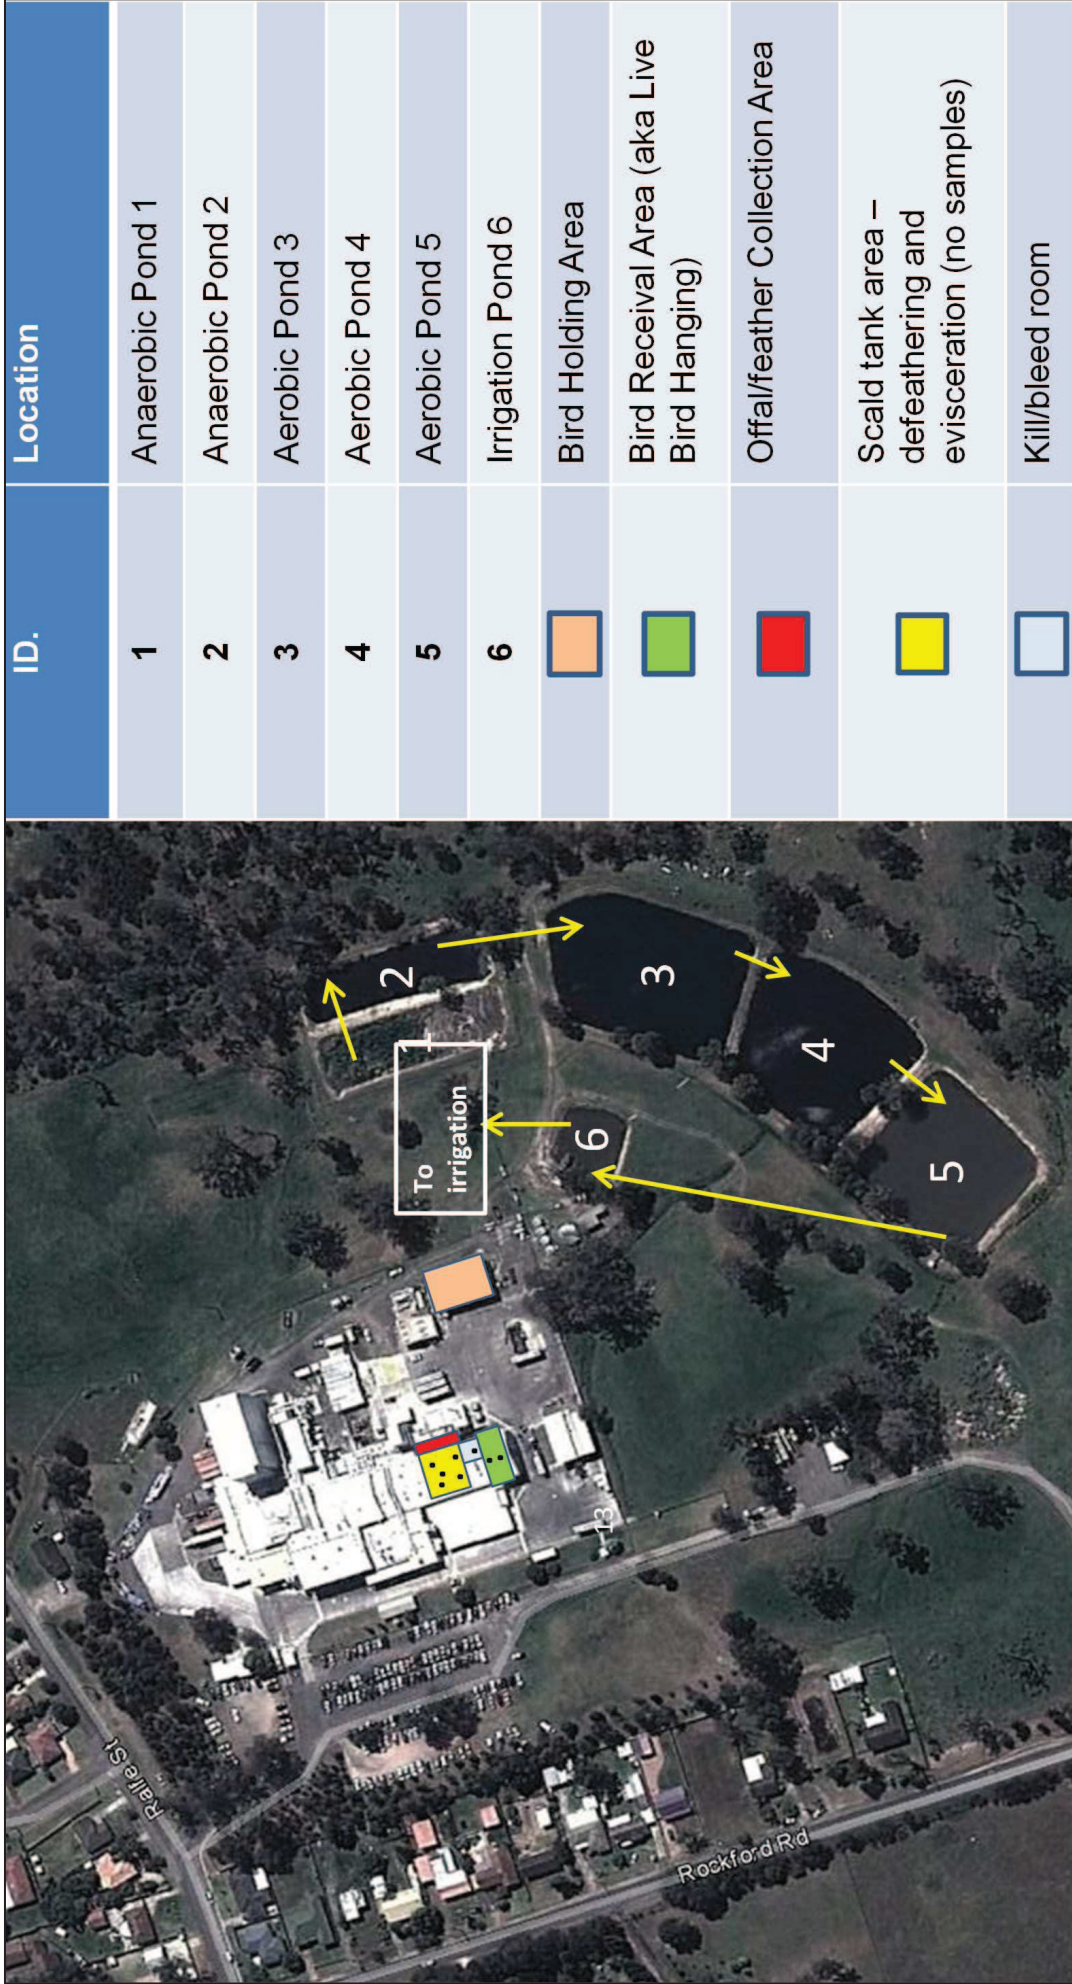 ID. Location
1 Anaerobic Pond 1
2 Anaerobic Pond 2
3 Aerobic Pond 3
4 Aerobic Pond 4
5 Aerobic Pond 5
6 Irrigation Pond 6
Bird Holding Area
Bird Receival Area (aka Live
Bird Hanging)
Offal/feather Collection Area
Scald tank area –
defeathering and
evisceration (no samples)
Kill/bleed room
Ralfe St
Rockford Rd
13
To
irrigation
1
2
3
4
5
6